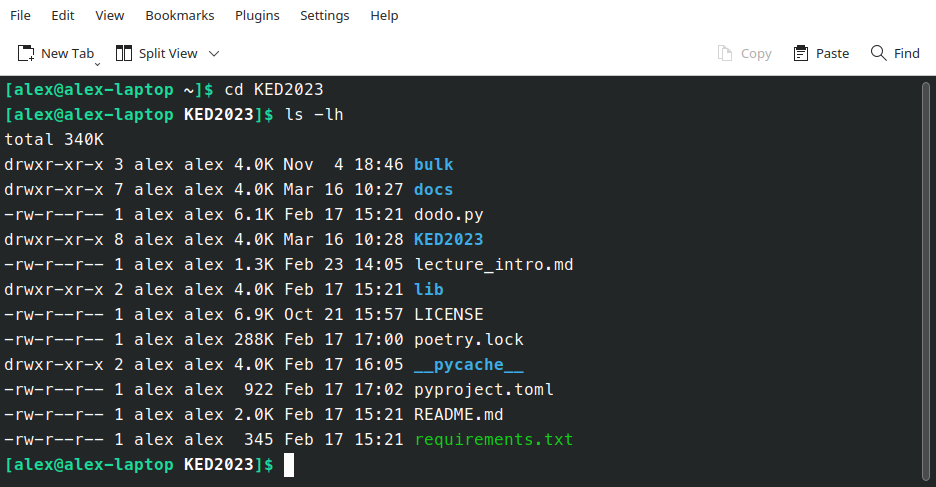 File Edit View Bookmarks Plugins Settings Help
New Tab Split View Copy Paste Find
[alex@alex-laptop ~]$ cd KED2023
[alex@alex-laptop KED2023]$ ls -lh
total 340K
drwxr-xr-x 3 alex alex 4.0K Nov  4 18:46 bulk
drwxr-xr-x 7 alex alex 4.0K Mar 16 10:27 docs
-rw-r--r-- 1 alex alex 6.1K Feb 17 15:21 dodo.py
drwxr-xr-x 8 alex alex 4.0K Mar 16 10:28 KED2023
-rw-r--r-- 1 alex alex 1.3K Feb 23 14:05 lecture_intro.md
drwxr-xr-x 2 alex alex 4.0K Feb 17 15:21 lib
-rw-r--r-- 1 alex alex 6.9K Oct 21 15:57 LICENSE
-rw-r--r-- 1 alex alex 288K Feb 17 17:00 poetry.lock
drwxr-xr-x 2 alex alex 4.0K Feb 17 16:05 __pycache__
-rw-r--r-- 1 alex alex  922 Feb 17 17:02 pyproject.toml
-rw-r--r-- 1 alex alex 2.0K Feb 17 15:21 README.md
-rw-r--r-- 1 alex alex  345 Feb 17 15:21 requirements.txt
[alex@alex-laptop KED2023]$